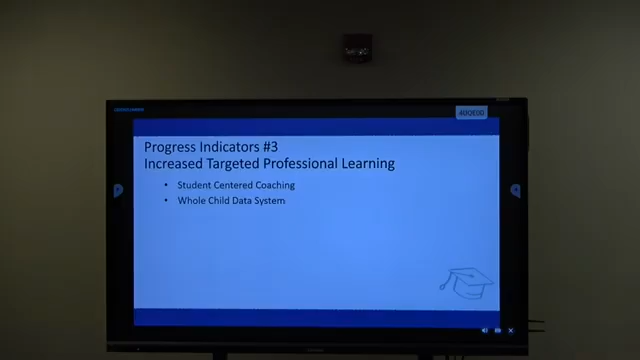 Progress Indicators #3
Increased Targeted Professional Learning
• Student Centered Coaching
• Whole Child Data System